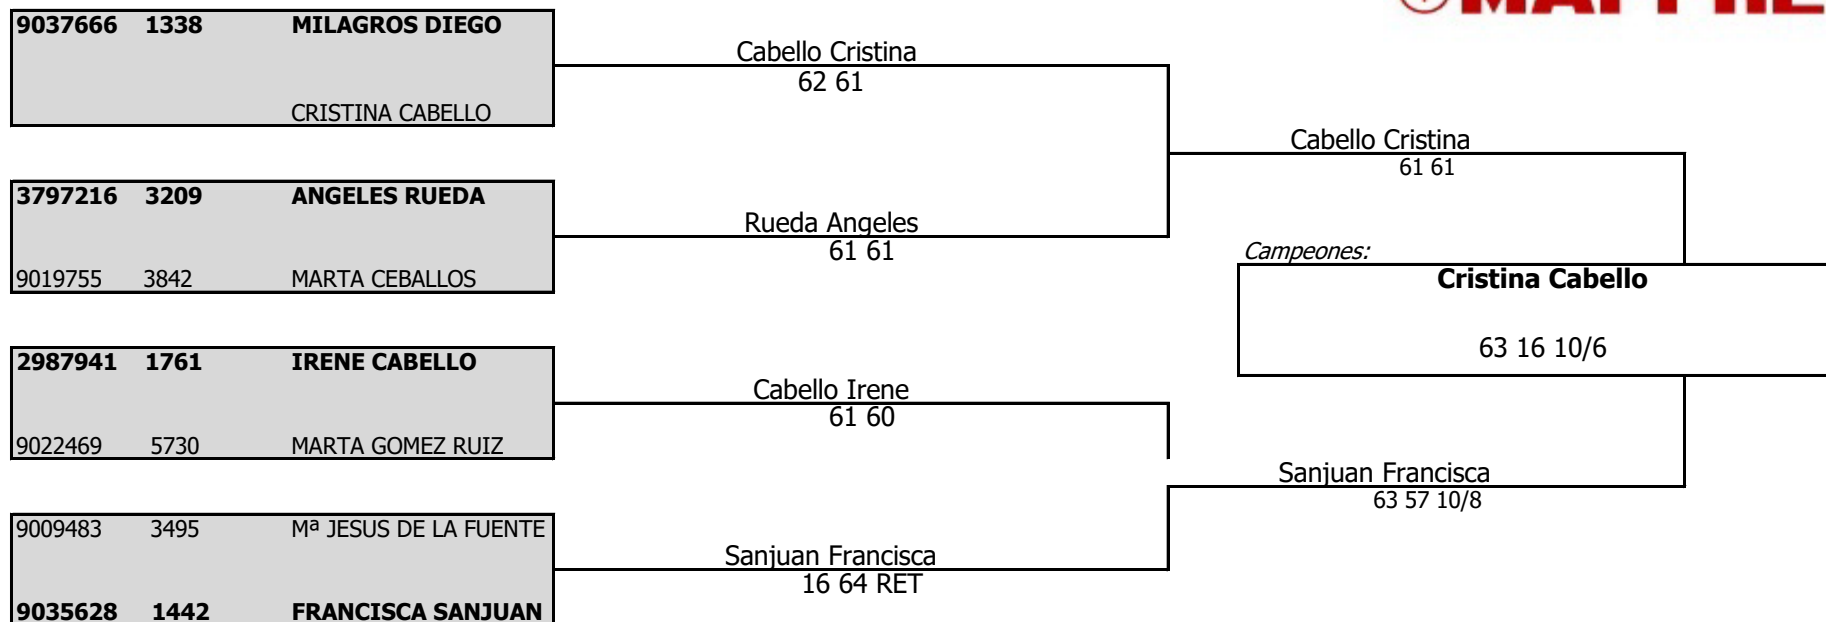 9037666 1338 MILAGROS DIEGO
CRISTINA CABELLO
3797216 3209 ANGELES RUEDA
9019755 3842 MARTA CEBALLOS
2987941 1761 IRENE CABELLO
9022469 5730 MARTA GOMEZ RUIZ
9009483 3495 Mª JESUS DE LA FUENTE
9035628 1442 FRANCISCA SANJUAN
Cabello Cristina
62 61
Rueda Angeles
61 61
Cabello Irene
61 60
Sanjuan Francisca
16 64 RET
Cabello Cristina
61 61
Sanjuan Francisca
63 57 10/8
Campeones:
Cristina Cabello
63 16 10/6